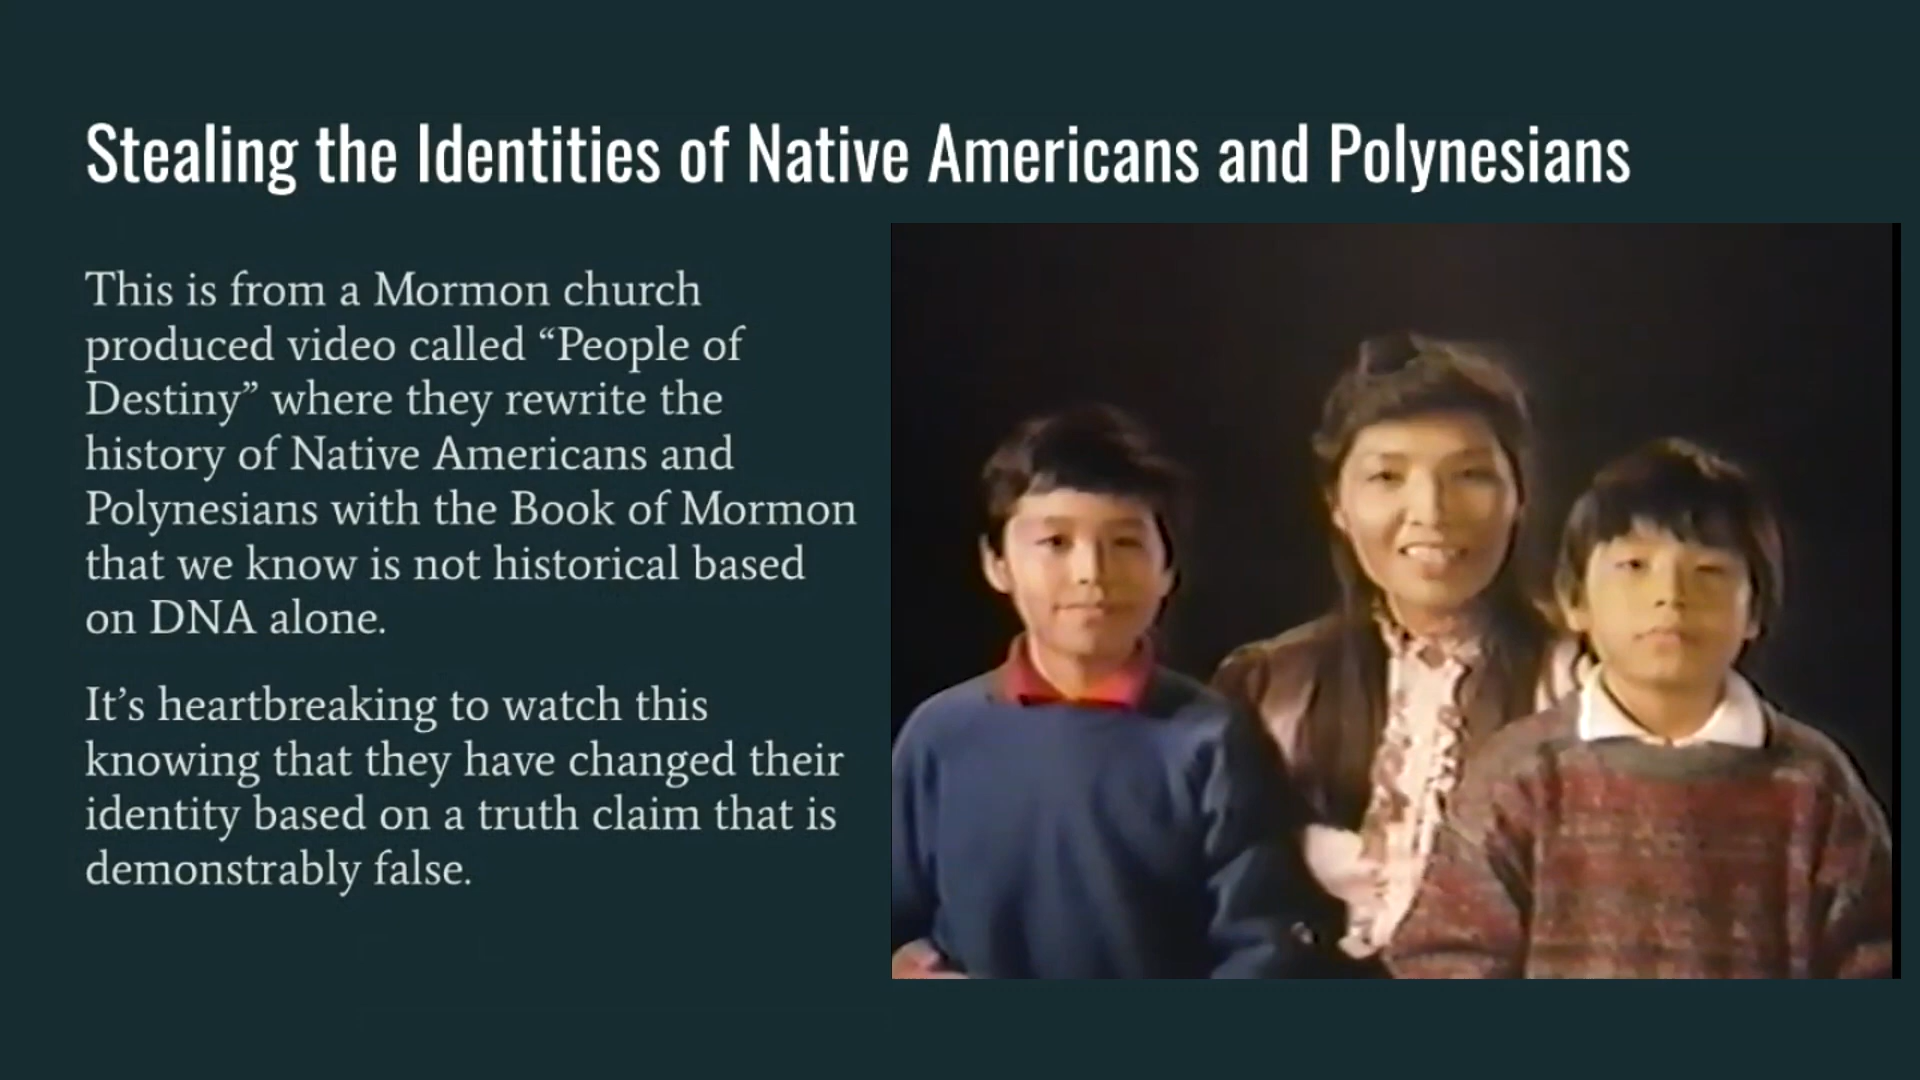 Stealing the Identities of Native Americans and Polynesians
This is from a Mormon church
produced video called “People of
Destiny” where they rewrite the
history of Native Americans and
Polynesians with the Book of Mormon
that we know is not historical based
on DNA alone.
It’s heartbreaking to watch this
knowing that they have changed their
identity based on a truth claim that is
demonstrably false.